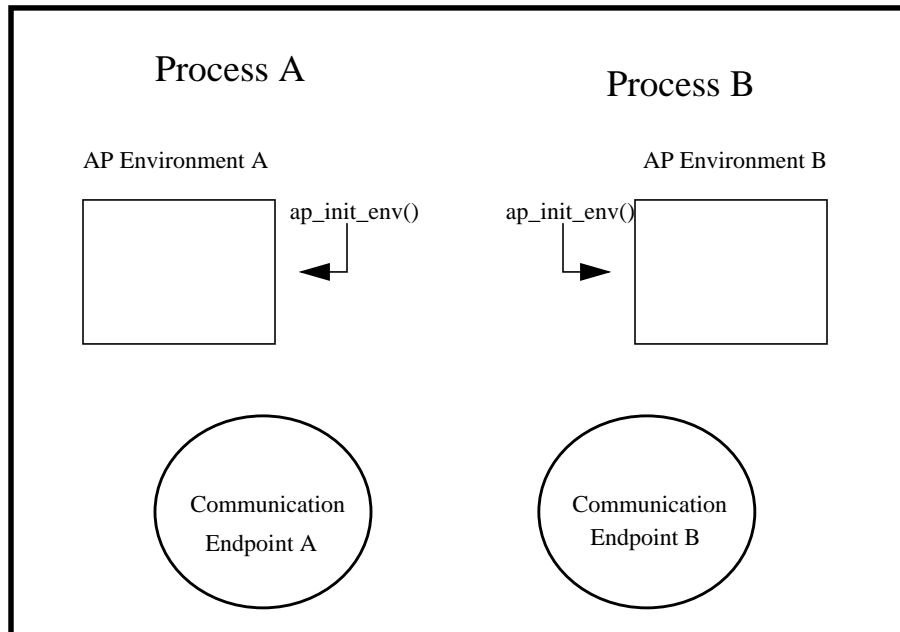 Process A
Process B
AP Environment A
AP Environment B
ap_init_env()
ap_init_env()
Communication
Endpoint A
Communication
Endpoint B